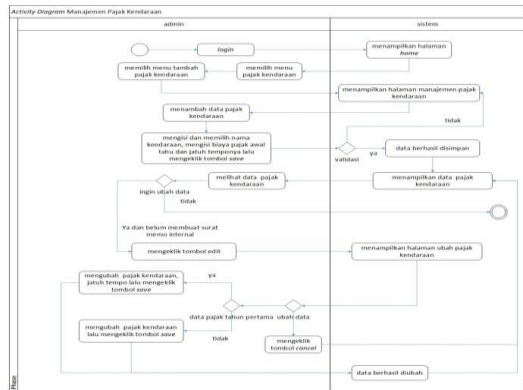 Activity Diagram Manajemen Pajak Kendaraan
admin
sistem
login
menampilkan halaman
home
memilih menu tambah
pajak kendaraan
memilih menu
pajak kendaraan
menampilkan halaman manajemen pajak
kendaraan
menambah data pajak
kendaraan
tidak
mengisi dan memilih nama
kendaraan, mengisi biaya pajak awal
tahu dan jatuh temponya lalu
mengeklik tombol save
validasi
ya
data berhasil disimpan
ingin ubah data
melihat data pajak
kendaraan
menampilkan data pajak
kendaraan
tidak
Ya dan belum membuat surat
memo internal
mengeklik tombol edit
menampilkan halaman ubah pajak
kendaraan
mengubah pajak kendaraan,
jatuh tempo lalu mengeklik
tombol save
ya
data pajak tahun pertama
ubah data
mengubah pajak kendaraan
lalu mengeklik tombol save
tidak
mengeklik
tombol cancel
data berhasil diubah
Phase